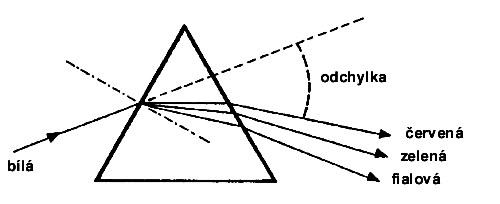 odchylka
červená
zelená
fialová
bílá